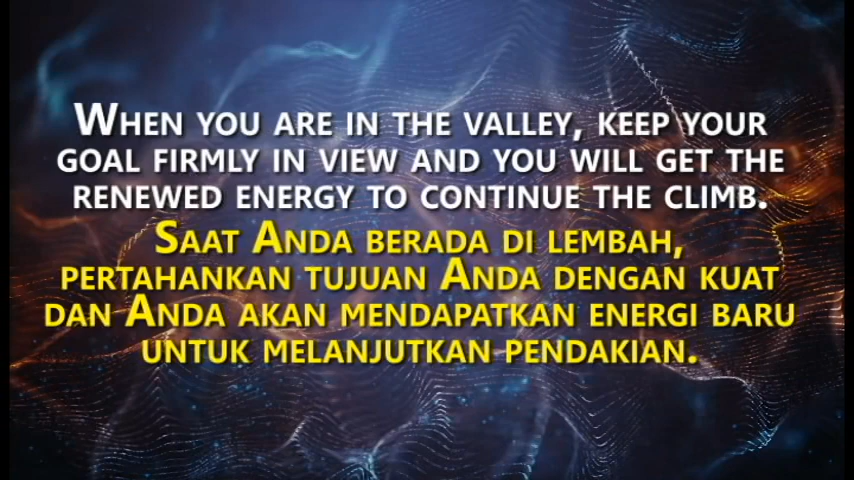 When you are in the valley, keep your
goal firmly in view and you will get the
renewed energy to continue the climb.
Saat Anda berada di lembah,
pertahankan tujuan Anda dengan kuat
dan Anda akan mendapatkan energi baru
untuk melanjutkan pendakian.